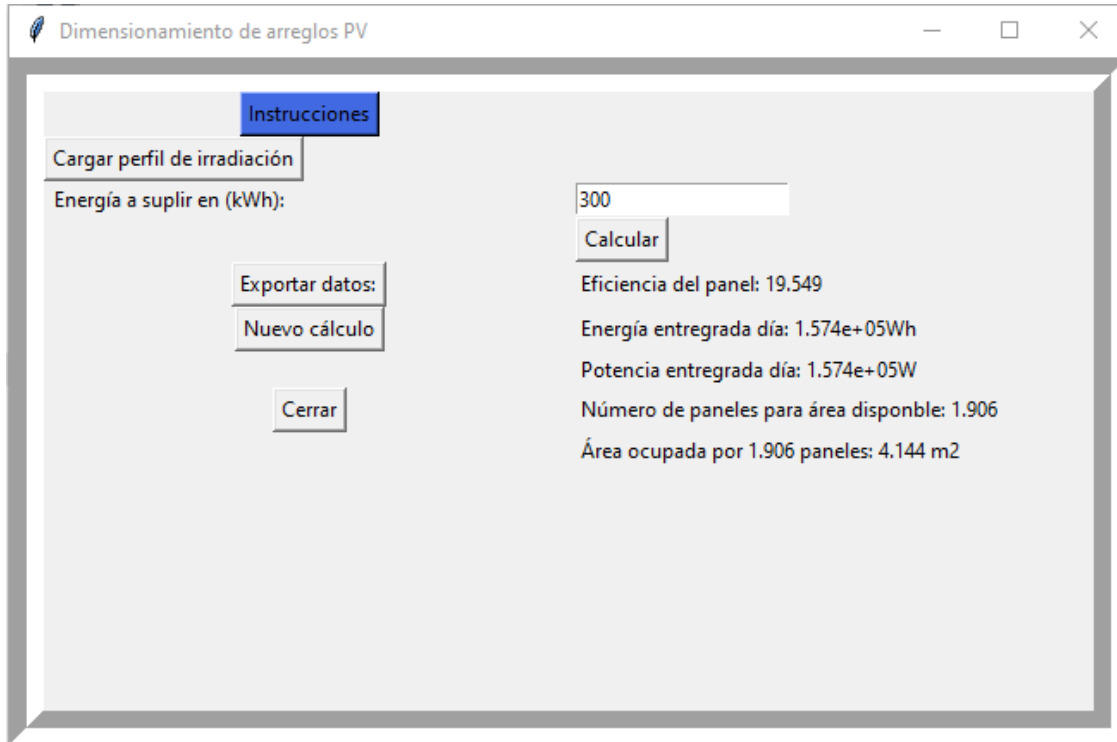 Dimensionamiento de arreglos PV
Instrucciones
Cargar perfil de irradiación
Energía a suplir en (kWh):
300
Calcular
Exportar datos:
Eficiencia del panel: 19.549
Nuevo cálculo
Energía entregrada día: 1.574e+05Wh
Potencia entregrada día: 1.574e+05W
Cerrar
Número de paneles para área disponble: 1.906
Área ocupada por 1.906 paneles: 4.144 m2